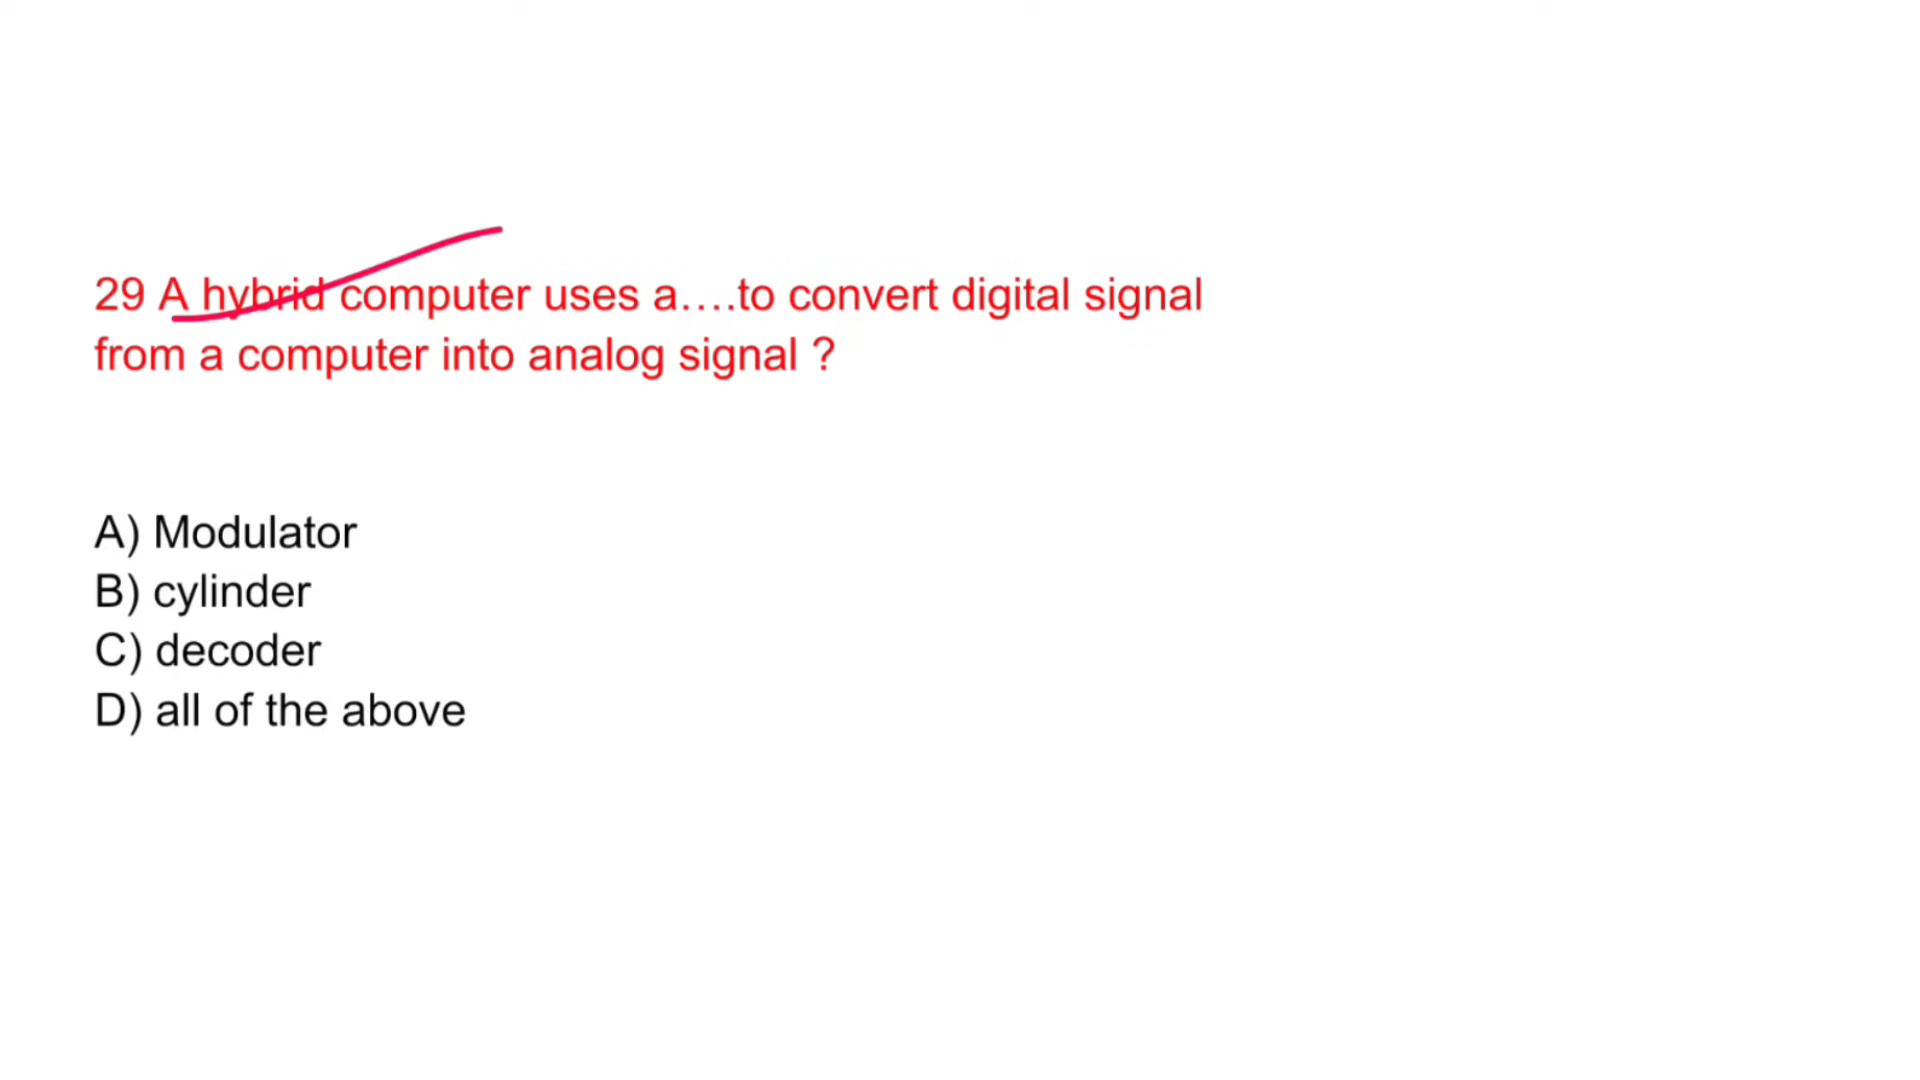 29 A hybrid computer uses a....to convert digital signal
from a computer into analog signal ?
A) Modulator
B) cylinder
C) decoder
D) all of the above